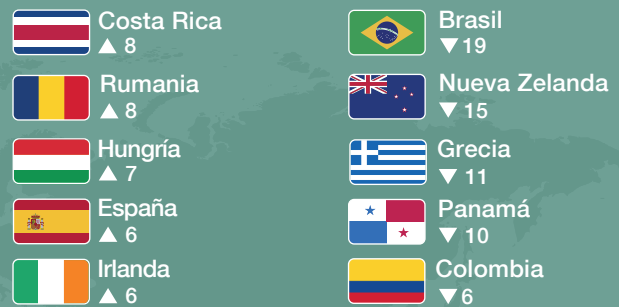 Costa Rica
▲ 8
Rumania
▲ 8
Hungría
▲ 7
España
▲ 6
Irlanda
▲ 6
Brasil
▼19
Nueva Zelanda
▼ 15
Grecia
▼ 11
Panamá
▼ 10
Colombia
▼6